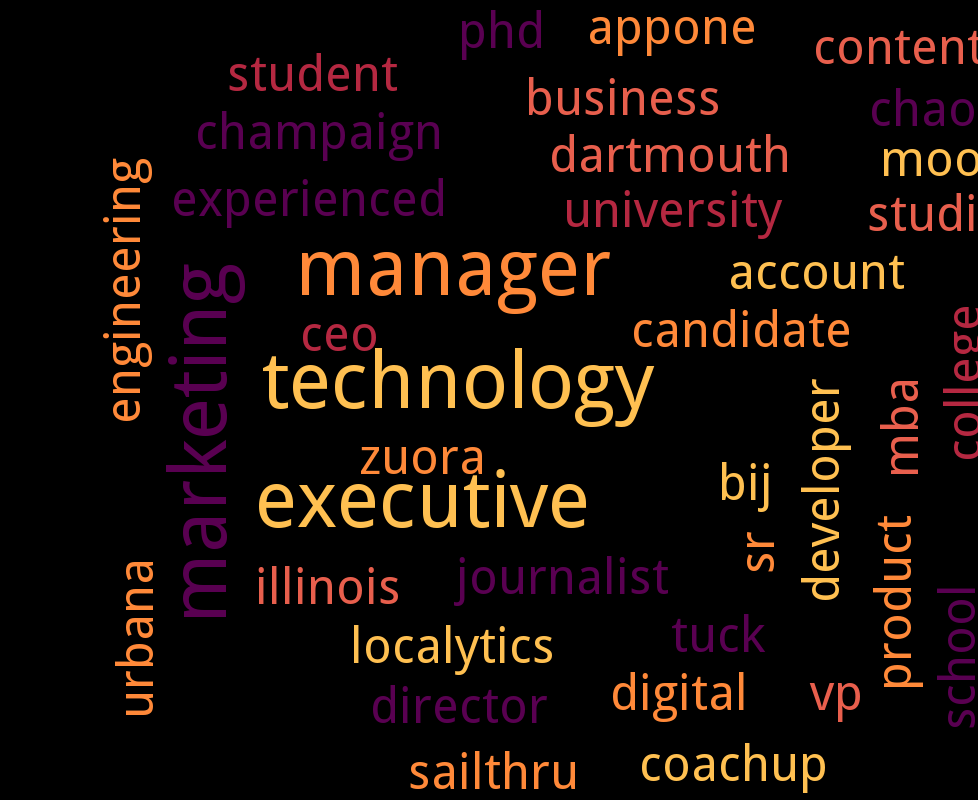 phd
appone
content
student
business
champaign
chao
dartmouth
moo
engineering
experienced
university
studi
manager
account
marketing
ceo
candidate
college
technology
developer
mba
zuora
executive
bij
sr
product
urbana
illinois
journalist
school
localytics
tuck
director
digital
vp
sailthru
coachup